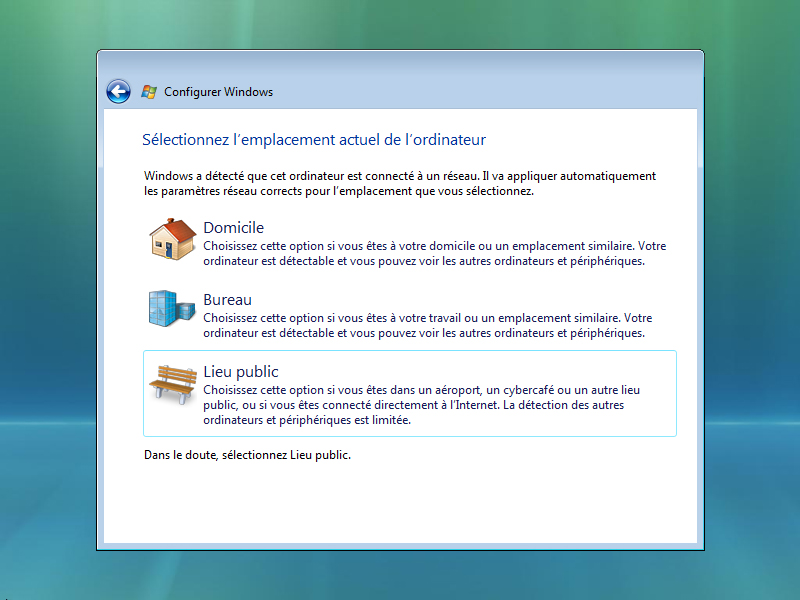 Configurer Windows
Sélectionnez l'emplacement actuel de l'ordinateur
Windows a détecté que cet ordinateur est connecté à un réseau. Il va appliquer automatiquement
les paramètres réseau corrects pour l'emplacement que vous sélectionnez.
Domicile
Choisissez cette option si vous êtes à votre domicile ou un emplacement similaire. Votre
ordinateur est détectable et vous pouvez voir les autres ordinateurs et périphériques.
Bureau
Choisissez cette option si vous êtes à votre travail ou un emplacement similaire. Votre
ordinateur est détectable et vous pouvez voir les autres ordinateurs et périphériques.
Lieu public
Choisissez cette option si vous êtes dans un aéroport, un cybercafé ou un autre lieu
public, ou si vous êtes connecté directement à l'Internet. La détection des autres
ordinateurs et périphériques est limitée.
Dans le doute, sélectionnez Lieu public.